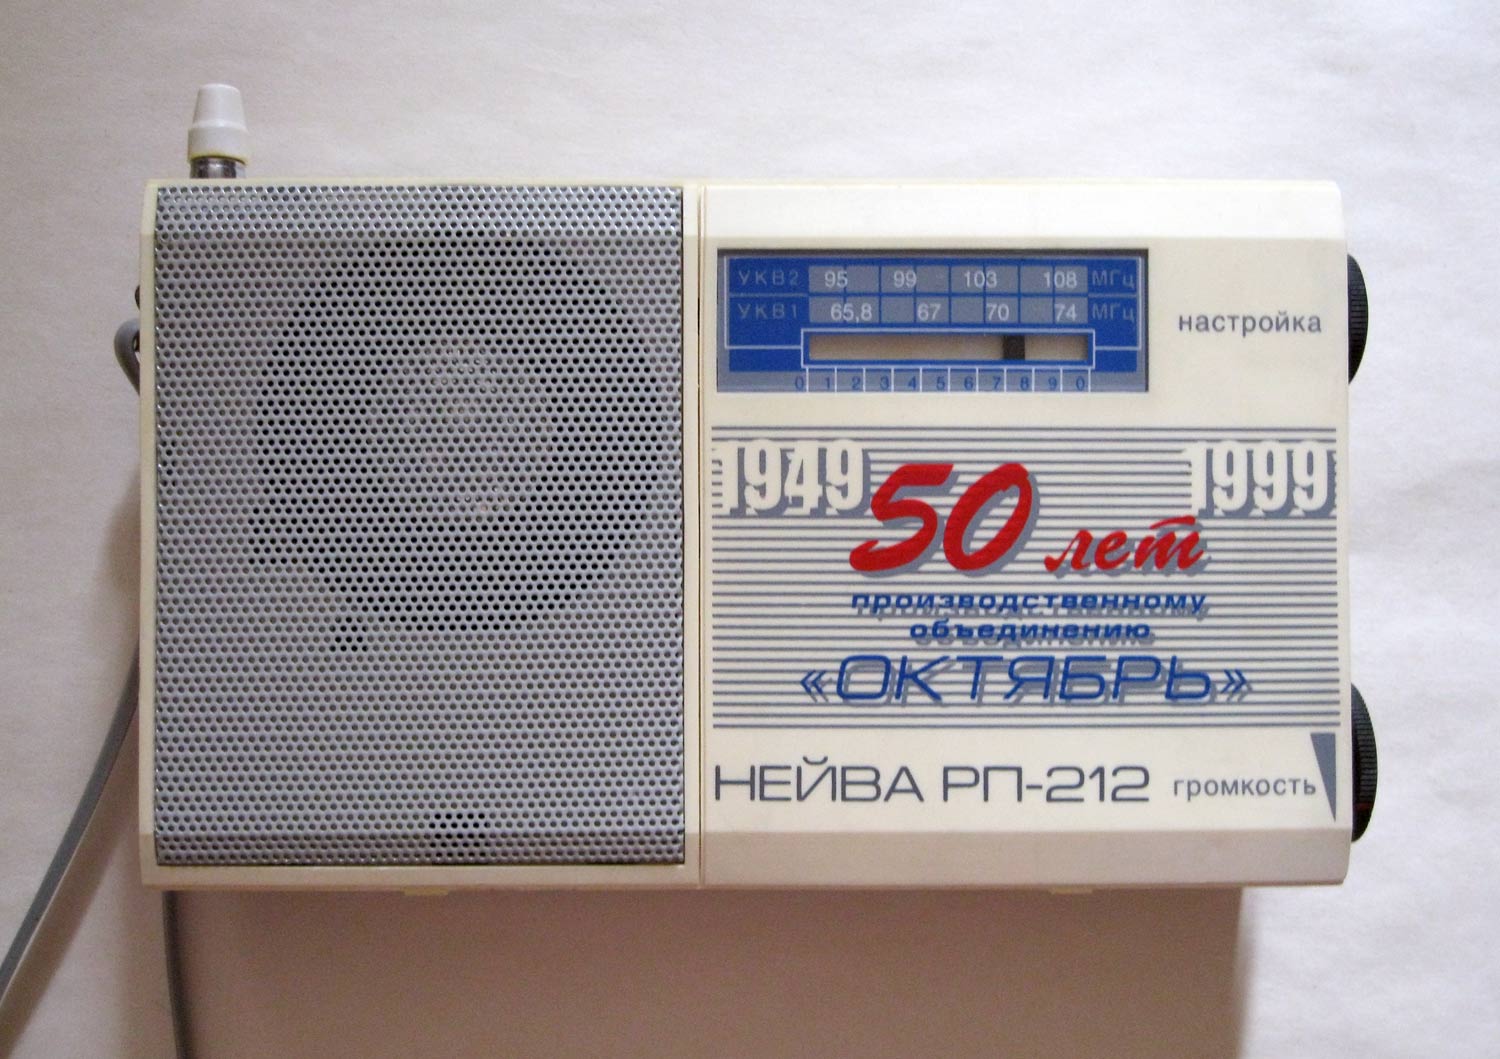 УКВ2 95 99 103 108 МГц
УКВ1 65,8 67 70 74 МГц
0 1 2 3 4 5 6 7 8 9 0
настройка
1949 50 лет 1999
производственному
объединению
«ОКТЯБРЬ»
НЕЙВА РП-212 громкость